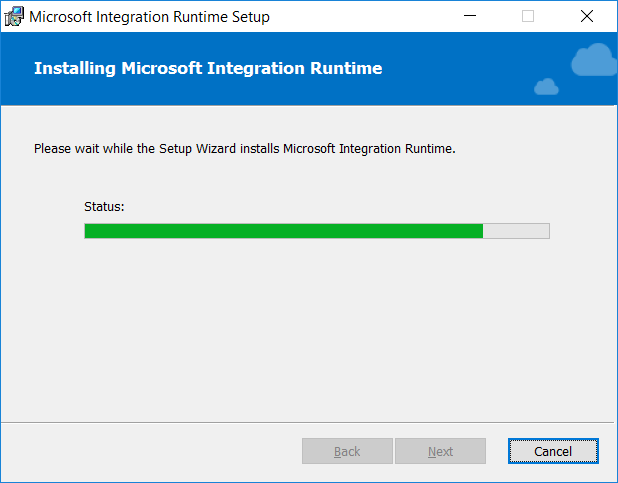 Microsoft Integration Runtime Setup
Installing Microsoft Integration Runtime
Please wait while the Setup Wizard installs Microsoft Integration Runtime.
Status:
Back Next Cancel